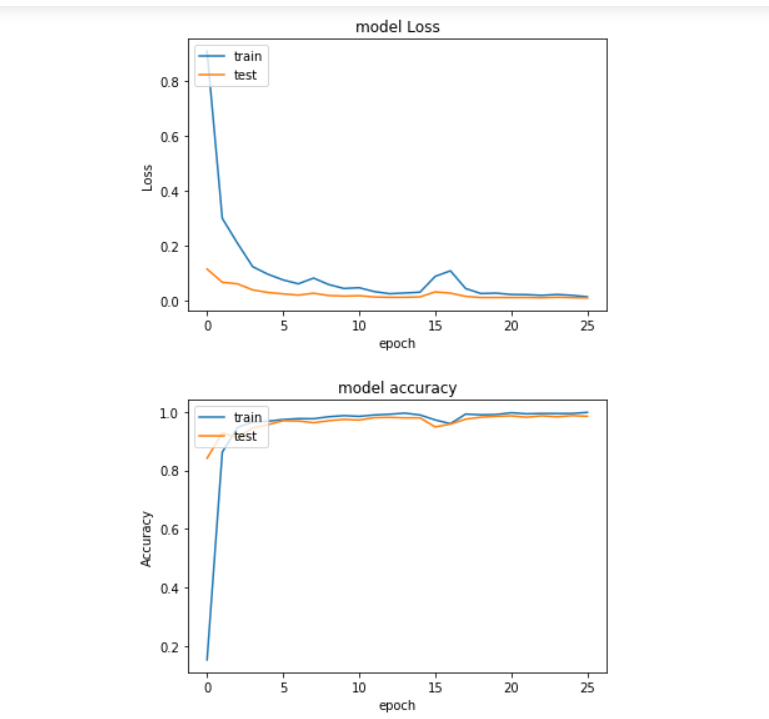 model Loss
train
test
0.8
0.6
0.4
0.2
0.0
Loss
0 5 10 15 20 25
epoch
model accuracy
train
test
1.0
0.8
0.6
0.4
0.2
Accuracy
0 5 10 15 20 25
epoch